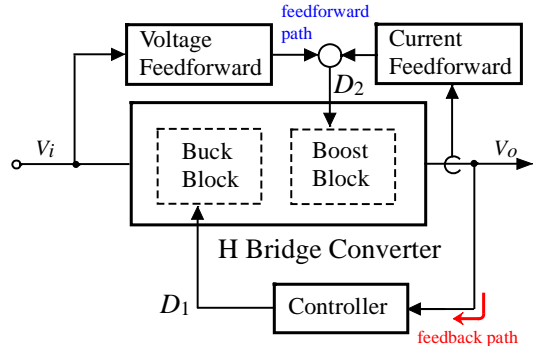 feedforward
path
Voltage
Feedforward
Current
Feedforward
D2
Vi
Buck
Block
Boost
Block
Vo
H Bridge Converter
D1
Controller
feedback path